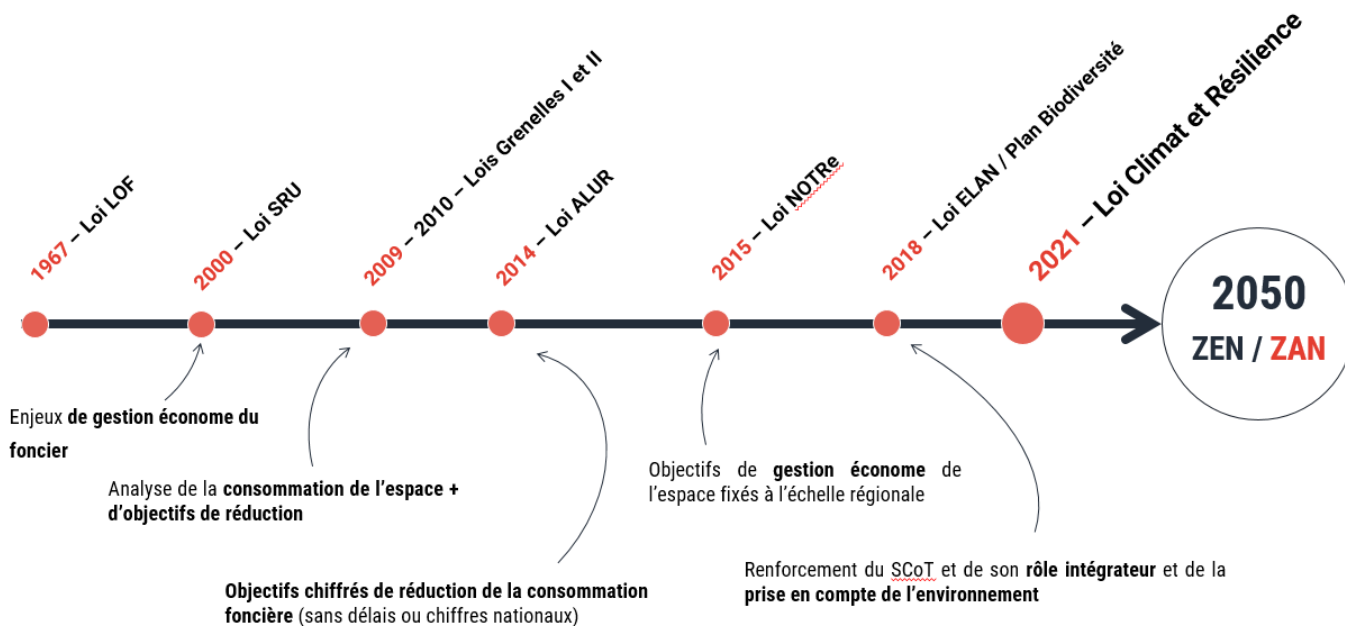 1967 – Loi LOF
2000 – Loi SRU
2009 – 2010 – Lois Grenelles I et II
2014 – Loi ALUR
2015 – Loi NOTRe
2018 – Loi ELAN / Plan Biodiversité
2021 – Loi Climat et Résilience
2050
ZEN / ZAN
Enjeux de gestion économe du
foncier
Analyse de la consommation de l’espace +
d’objectifs de réduction
Objectifs chiffrés de réduction de la consommation
foncière (sans délais ou chiffres nationaux)
Objectifs de gestion économe de
l’espace fixés à l’échelle régionale
Renforcement du SCoT et de son rôle intégrateur et de la
prise en compte de l’environnement